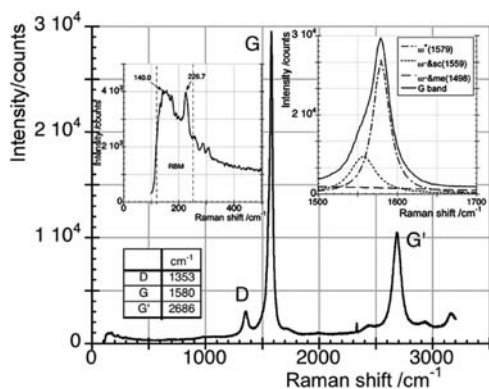 Intensity/counts
3 10⁴
2 10⁴
1 10⁴
0
0
1000
2000
3000
Raman shift /cm⁻¹
G
D
G'
Intensity /counts
4 10³
2 10³
0
140.0
226.7
RBM
0
200
400
Raman shift /cm⁻¹
Intensity /counts
3 10⁴
2 10⁴
1 10⁴
0
1500
1600
1700
Raman shift /cm⁻¹
ω⁺(1579)
ω-&sc(1559)
ω-&me(1498)
G band
cm⁻¹
D 1353
G 1580
G' 2686